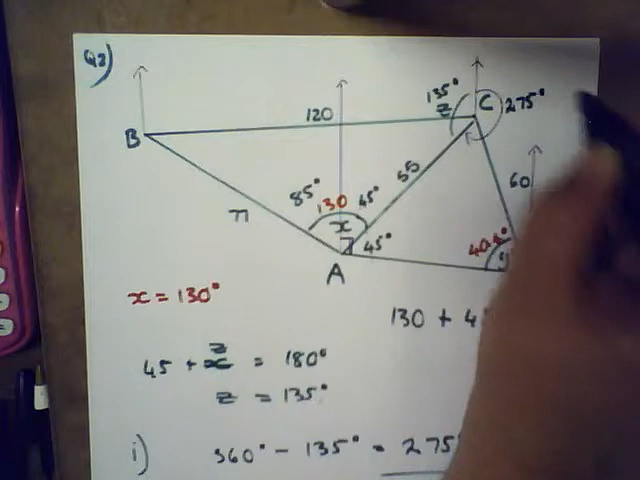 Q2)
135°
z
C
275°
B
120
55
60
85°
130
45°
71
x
45°
A
x = 130°
130 + 4
45 + z = 180°
z = 135°
i) 360° - 135° = 275°